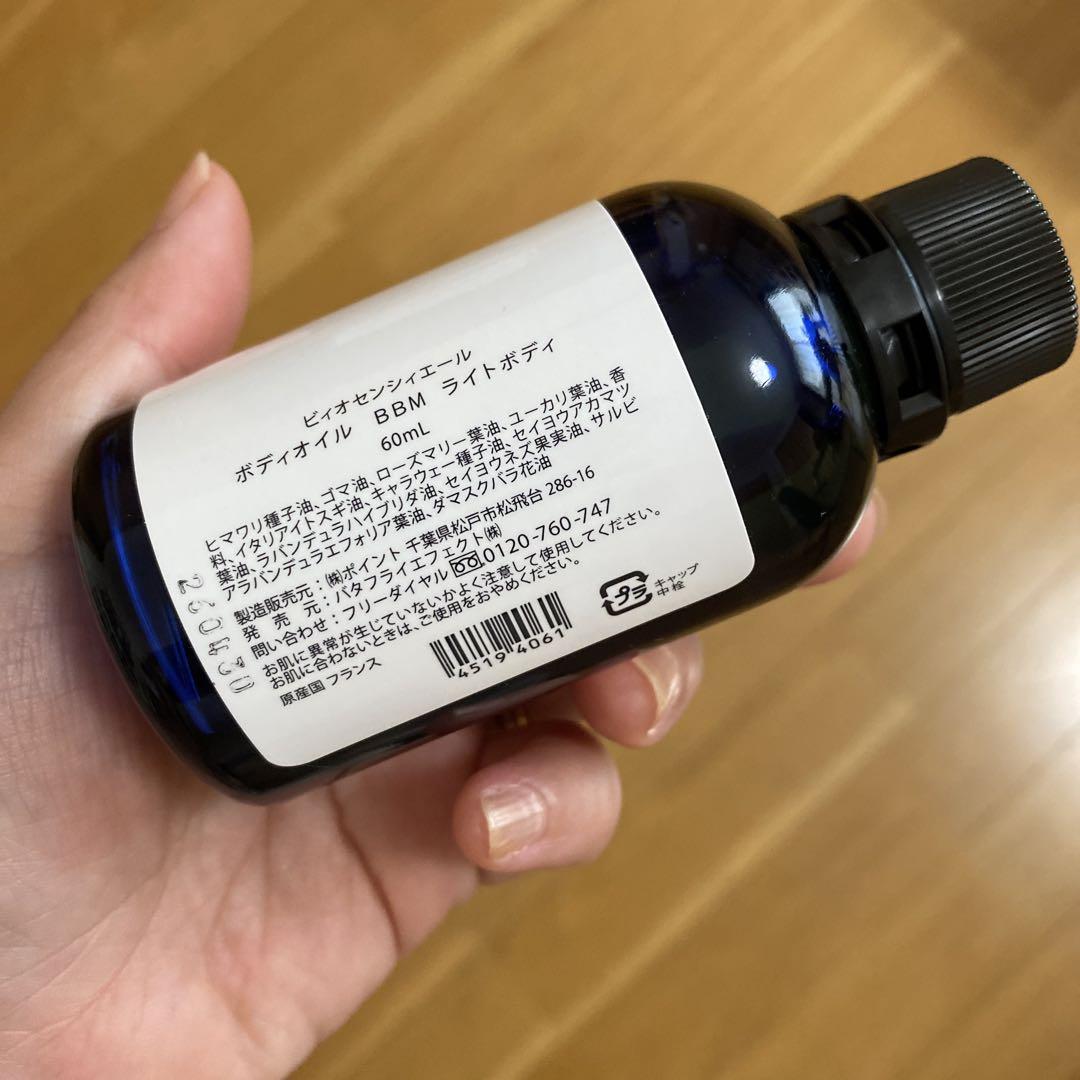 ビィオセンシィエール
ボディオイル BBM ライトボディ
60mL
ヒマワリ種子油、ゴマ油、ローズマリー葉油、ユーカリ葉油、香
料、イタリアイトスギ油、キャラウェー種子油、セイヨウアカマツ
葉油、ラバンデュラハイブリダ油、セイヨウネズ果実油、サルビ
アラバンデュラエフォリア葉油、ダマスクバラ花油
製造販売元：㈱ポイント 千葉県松戸市松飛台 286-16
発 売 元：バタフライエフェクト㈱
問い合わせ：フリーダイヤル 0120-760-747
お肌に異常が生じていないかよく注意して使用してください。
お肌に合わないときは、ご使用をおやめください。
原産国 フランス
4519 4061
プラ
キャップ
中栓